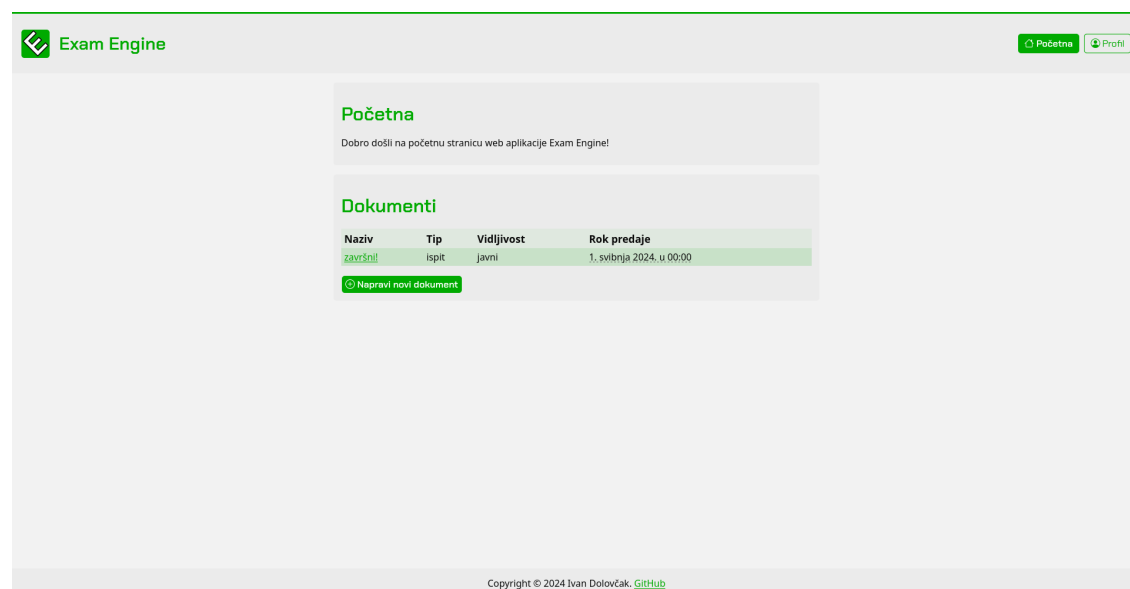 Exam Engine
Početna Profil
Početna
Dobro došli na početnu stranicu web aplikacije Exam Engine!
Dokumenti
Naziv Tip Vidljivost Rok predaje
završni! ispit javni 1. svibnja 2024. u 00:00
Napravi novi dokument
Copyright © 2024 Ivan Dolovčak. GitHub